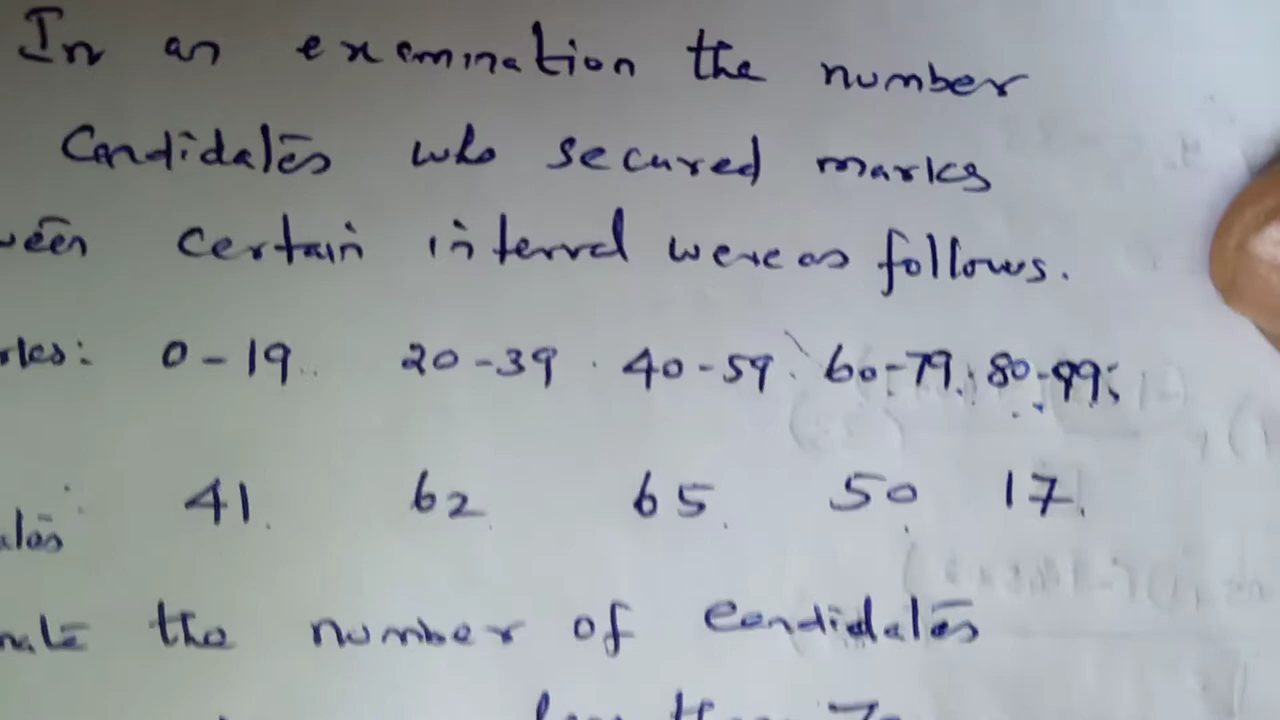 In an examination the number
Candidates who secured marks
certain interval were as follows.
0-19 20-39 40-59 60-79 80-99
41 62 65 50 17
the number of candidates